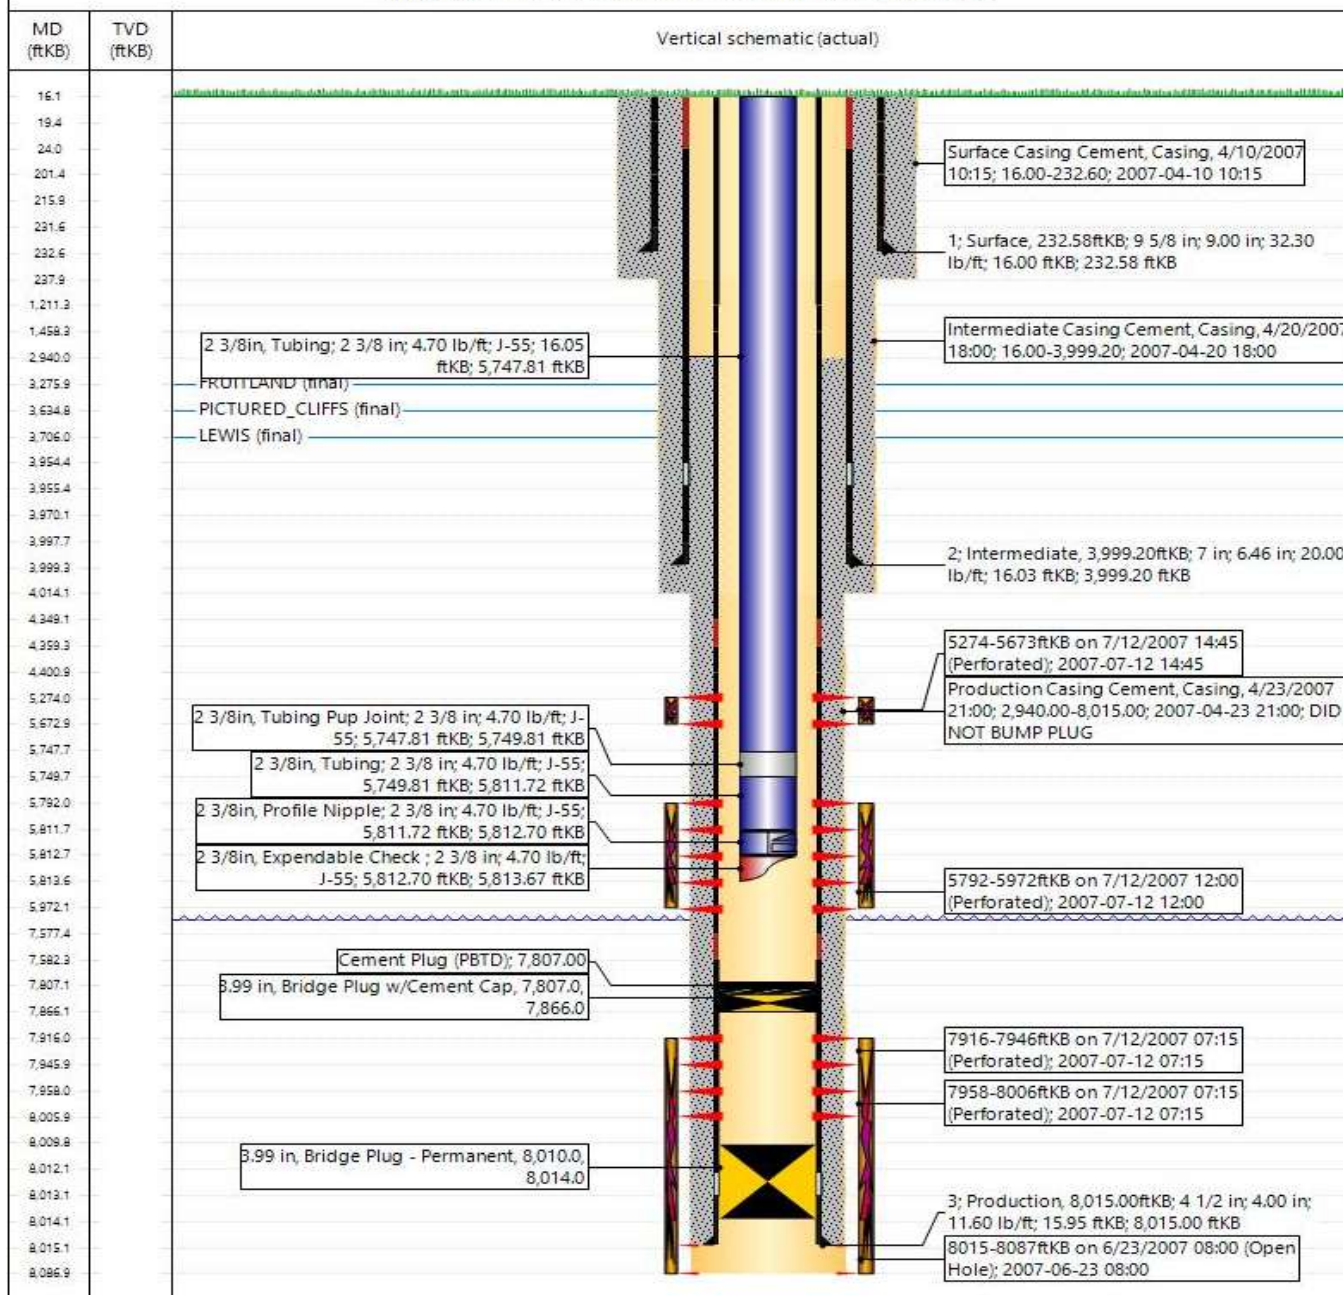 MD
(ftKB)
TVD
(ftKB)
Vertical schematic (actual)
16.1
19.4
24.0
201.4
215.9
231.6
232.6
237.9
1,211.3
1,458.3
2,940.0
3,275.9
3,634.8
3,706.0
3,954.4
3,955.4
3,970.1
3,997.7
3,999.3
4,014.1
4,349.1
4,359.3
4,400.9
5,274.0
5,672.9
5,747.7
5,749.7
5,792.0
5,811.7
5,812.7
5,813.6
5,972.1
7,577.4
7,582.3
7,807.1
7,866.1
7,916.0
7,945.9
7,958.0
8,005.9
8,009.8
8,012.1
8,013.1
8,014.1
8,015.1
8,086.9
2 3/8in, Tubing; 2 3/8 in; 4.70 lb/ft; J-55; 16.05
ftKB; 5,747.81 ftKB
FRUITLAND (final)
PICTURED_CLIFFS (final)
LEWIS (final)
2 3/8in, Tubing Pup Joint; 2 3/8 in; 4.70 lb/ft; J-
55; 5,747.81 ftKB; 5,749.81 ftKB
2 3/8in, Tubing; 2 3/8 in; 4.70 lb/ft; J-55;
5,749.81 ftKB; 5,811.72 ftKB
2 3/8in, Profile Nipple; 2 3/8 in; 4.70 lb/ft; J-55;
5,811.72 ftKB; 5,812.70 ftKB
2 3/8in, Expendable Check ; 2 3/8 in; 4.70 lb/ft;
J-55; 5,812.70 ftKB; 5,813.67 ftKB
Cement Plug (PBTD); 7,807.00
3.99 in, Bridge Plug w/Cement Cap, 7,807.0,
7,866.0
3.99 in, Bridge Plug - Permanent, 8,010.0,
8,014.0
Surface Casing Cement, Casing, 4/10/2007
10:15; 16.00-232.60; 2007-04-10 10:15
1; Surface, 232.58ftKB; 9 5/8 in; 9.00 in; 32.30
lb/ft; 16.00 ftKB; 232.58 ftKB
Intermediate Casing Cement, Casing, 4/20/2007
18:00; 16.00-3,999.20; 2007-04-20 18:00
2; Intermediate, 3,999.20ftKB; 7 in; 6.46 in; 20.00
lb/ft; 16.03 ftKB; 3,999.20 ftKB
5274-5673ftKB on 7/12/2007 14:45
(Perforated); 2007-07-12 14:45
Production Casing Cement, Casing, 4/23/2007
21:00; 2,940.00-8,015.00; 2007-04-23 21:00; DID
NOT BUMP PLUG
5792-5972ftKB on 7/12/2007 12:00
(Perforated); 2007-07-12 12:00
7916-7946ftKB on 7/12/2007 07:15
(Perforated); 2007-07-12 07:15
7958-8006ftKB on 7/12/2007 07:15
(Perforated); 2007-07-12 07:15
3; Production, 8,015.00ftKB; 4 1/2 in; 4.00 in;
11.60 lb/ft; 15.95 ftKB; 8,015.00 ftKB
8015-8087ftKB on 6/23/2007 08:00 (Open
Hole); 2007-06-23 08:00